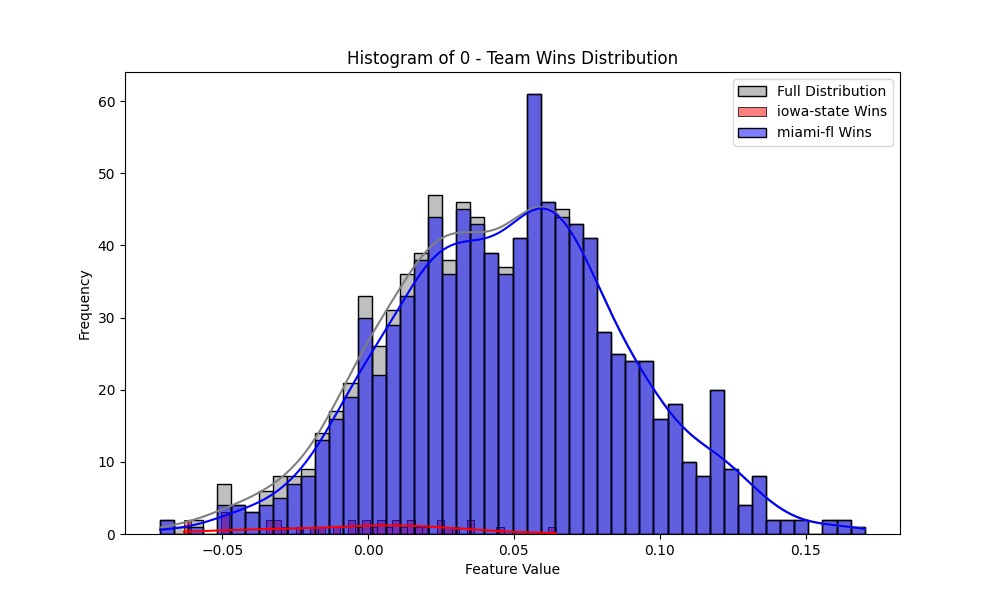 Histogram of 0 - Team Wins Distribution
Full Distribution
iowa-state Wins
miami-fl Wins
Frequency
60
50
40
30
20
10
0
−0.05
0.00
0.05
0.10
0.15
Feature Value